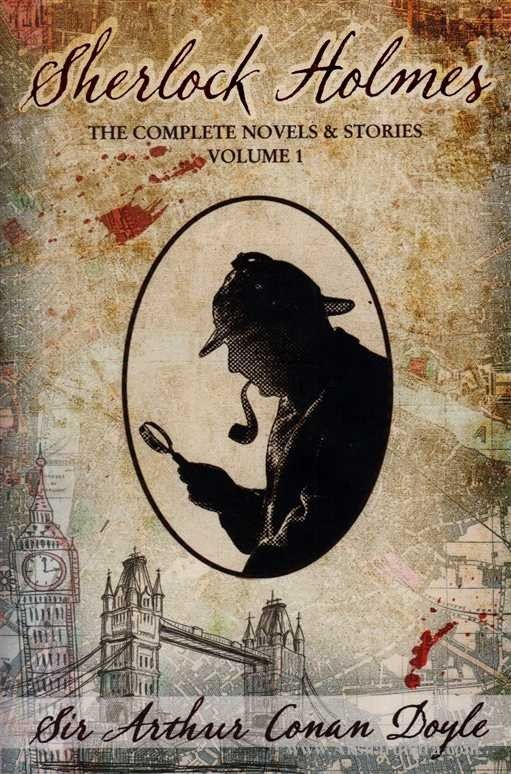 Sherlock Holmes
THE COMPLETE NOVELS & STORIES
VOLUME 1
Sir Arthur Conan Doyle